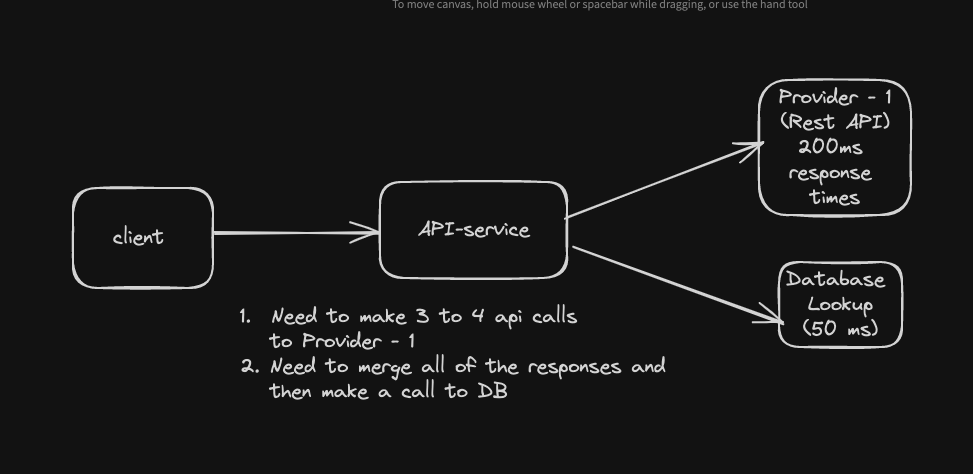 To move canvas, hold mouse wheel or spacebar while dragging, or use the hand tool
Provider - 1
(Rest API)
200ms
response
times
client
API-service
Database
Lookup
(50 ms)
1. Need to make 3 to 4 api calls
to Provider - 1
2. Need to merge all of the responses and
then make a call to DB